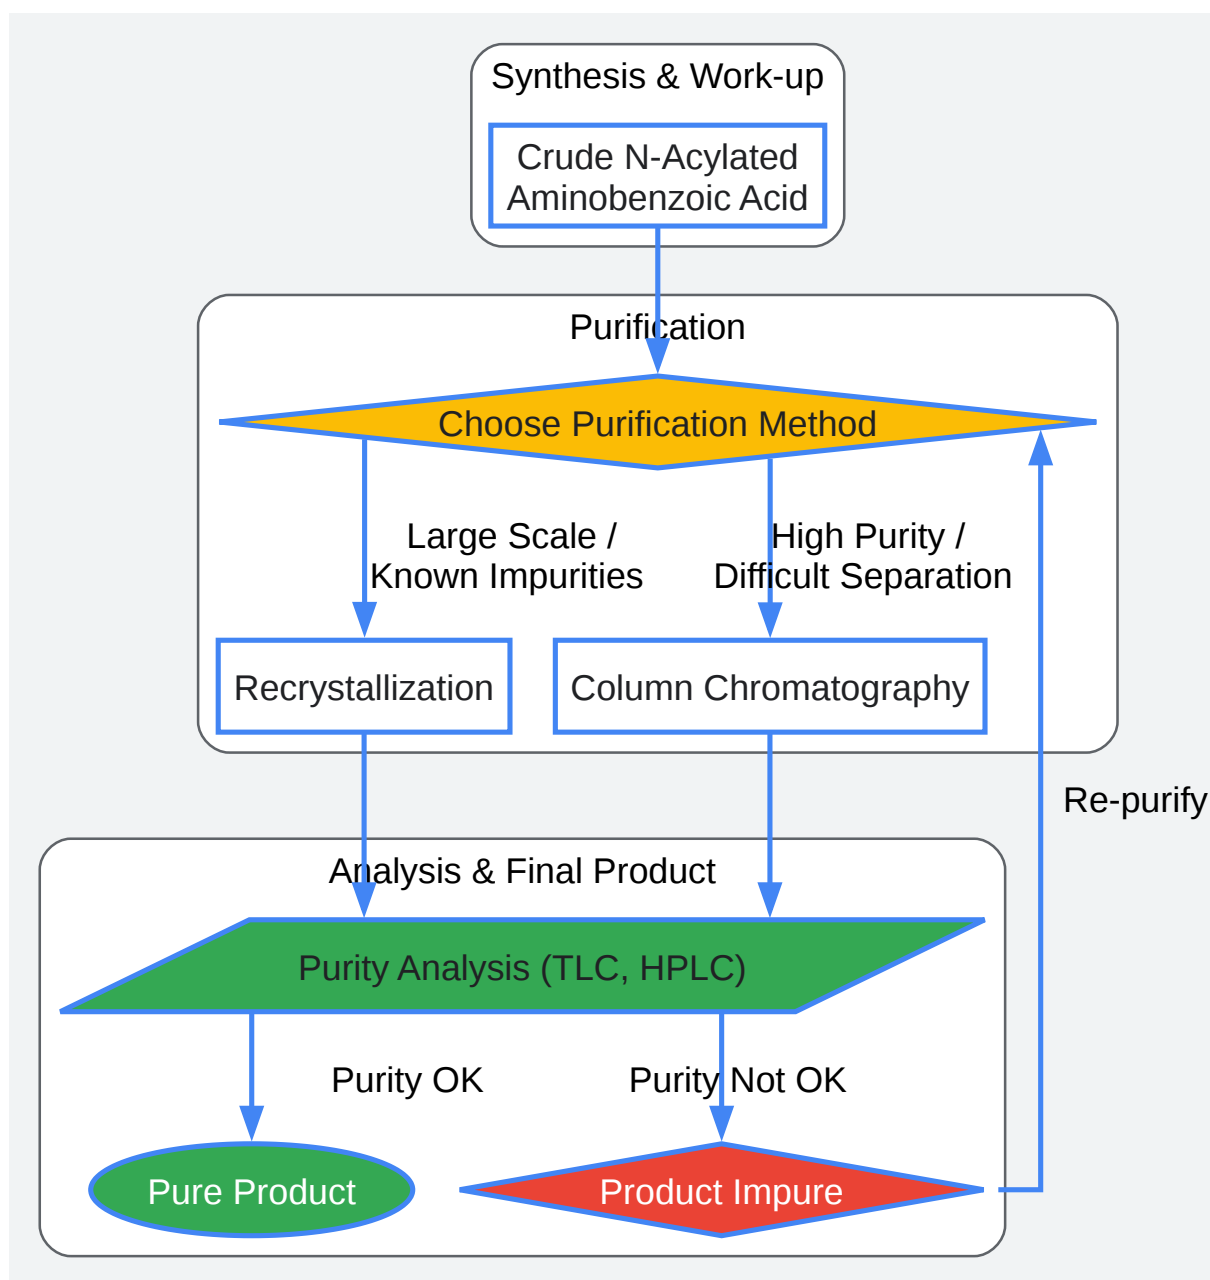 Synthesis & Work-up
Crude N-Acylated
Aminobenzoic Acid
Purification
Choose Purification Method
Large Scale /
Known Impurities
High Purity /
Difficult Separation
Recrystallization
Column Chromatography
Re-purify
Analysis & Final Product
Purity Analysis (TLC, HPLC)
Purity OK
Purity Not OK
Pure Product
Product Impure